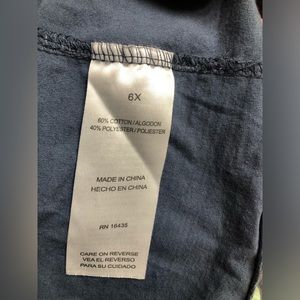 6X
60% COTTON/ALGODON
40% POLYESTER/POLIESTER
MADE IN CHINA
HECHO EN CHINA
RN 16435
CARE ON REVERSE
VEA EL REVERSO
PARA SU CUIDADO